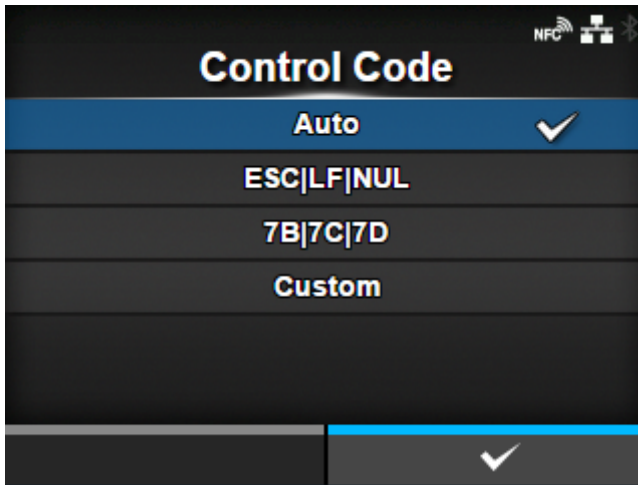 NFC
Control Code
Auto
ESC|LF|NUL
7B|7C|7D
Custom